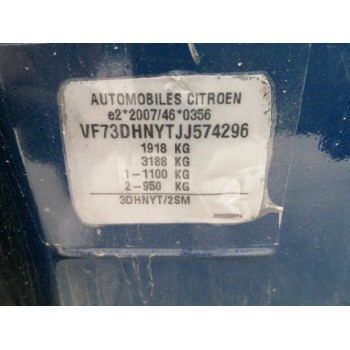 AUTOMOBILES CITROEN
e2*2007/46*0356
VF73DHNYTJJ574296
1918 KG
3188 KG
1-1100 KG
2-950 KG
3DHNYT/2SM